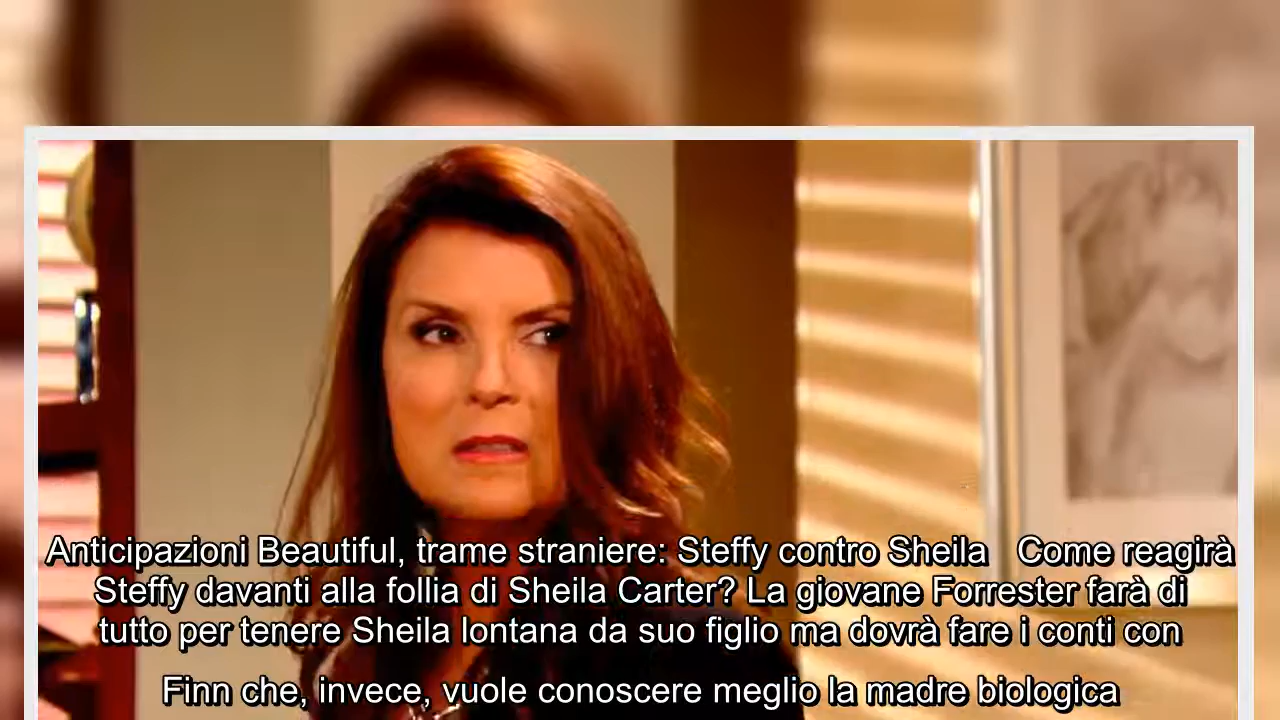 Anticipazioni Beautiful, trame straniere: Steffy contro Sheila   Come reagirà
Steffy davanti alla follia di Sheila Carter? La giovane Forrester farà di
tutto per tenere Sheila lontana da suo figlio ma dovrà fare i conti con
Finn che, invece, vuole conoscere meglio la madre biologica